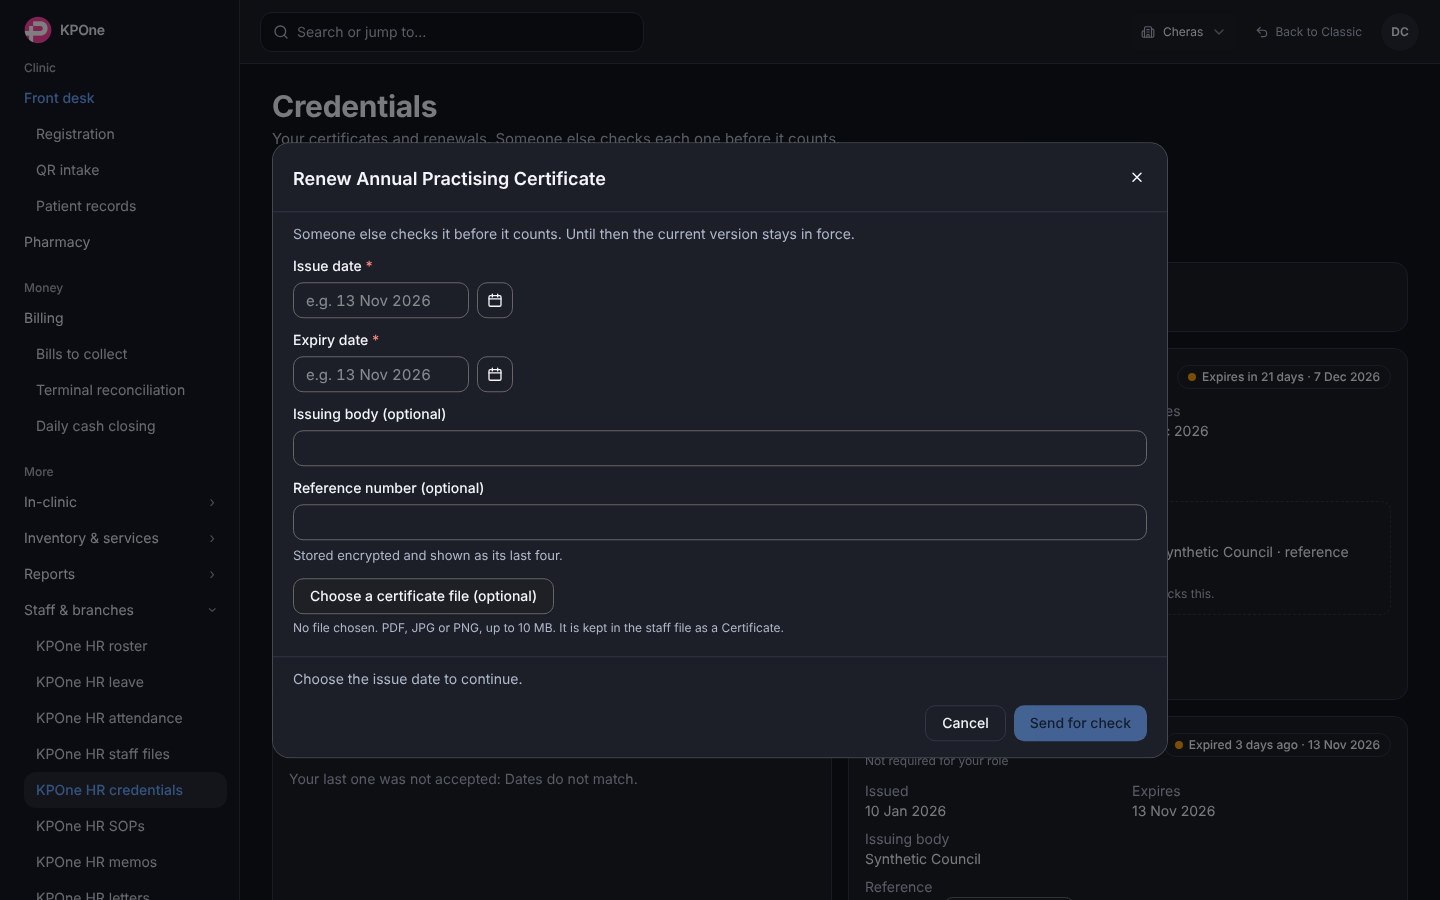 KPOne
Search or jump to...
Cheras
Back to Classic
DC
Clinic
Front desk
Registration
QR intake
Patient records
Pharmacy
Money
Billing
Bills to collect
Terminal reconciliation
Daily cash closing
More
In-clinic
Inventory & services
Reports
Staff & branches
KPOne HR roster
KPOne HR leave
KPOne HR attendance
KPOne HR staff files
KPOne HR credentials
KPOne HR SOPs
KPOne HR memos
KPOne HR letters
Credentials
Your certificates and renewals. Someone else checks each one before it counts.
Renew Annual Practising Certificate
Someone else checks it before it counts. Until then the current version stays in force.
Issue date *
e.g. 13 Nov 2026
Expiry date *
e.g. 13 Nov 2026
Issuing body (optional)
Reference number (optional)
Stored encrypted and shown as its last four.
Choose a certificate file (optional)
No file chosen. PDF, JPG or PNG, up to 10 MB. It is kept in the staff file as a Certificate.
Choose the issue date to continue.
Cancel
Send for check
Expires in 21 days · 7 Dec 2026
2026
Synthetic Council · reference
this.
Your last one was not accepted: Dates do not match.
Expired 3 days ago · 13 Nov 2026
Not required for your role
Issued
10 Jan 2026
Expires
13 Nov 2026
Issuing body
Synthetic Council
Reference